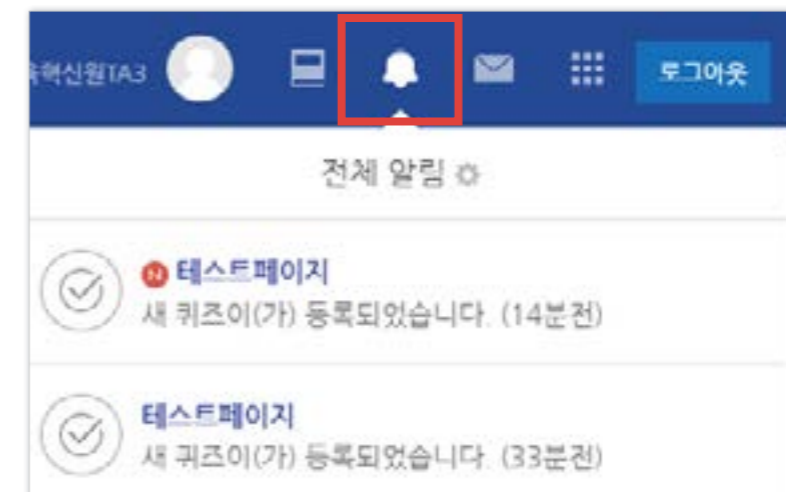 육혁신원TA3 로그아웃
전체 알림
N 테스트페이지
새 퀴즈이(가) 등록되었습니다. (14분전)
테스트페이지
새 퀴즈이(가) 등록되었습니다. (33분전)